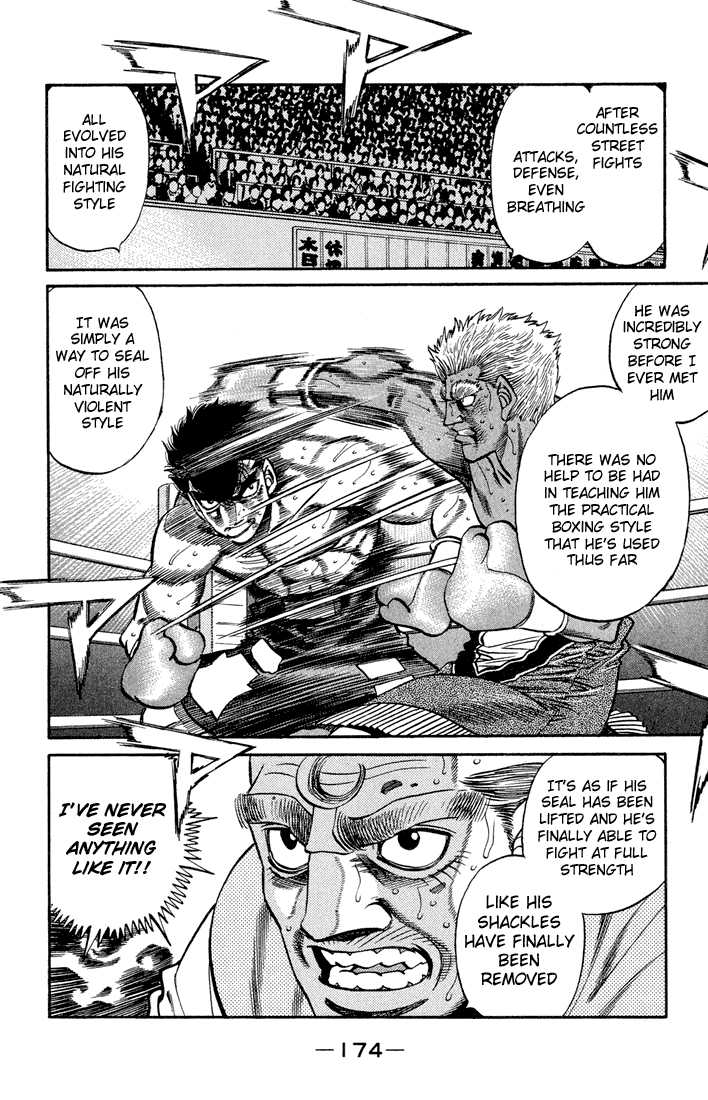 AFTER
COUNTLESS
STREET
FIGHTS
ATTACKS,
DEFENSE,
EVEN
BREATHING
ALL
EVOLVED
INTO HIS
NATURAL
FIGHTING
STYLE
HE WAS
INCREDIBLY
STRONG
BEFORE I
EVER MET
HIM
THERE WAS NO
HELP TO BE HAD
IN TEACHING HIM
THE PRACTICAL
BOXING STYLE
THAT HE'S USED
THUS FAR
IT WAS
SIMPLY A
WAY TO SEAL
OFF HIS
NATURALLY
VIOLENT
STYLE
IT'S AS IF HIS
SEAL HAS BEEN
LIFTED AND HE'S
FINALLY ABLE TO
FIGHT AT FULL
STRENGTH
LIKE HIS
SHACKLES
HAVE FINALLY
BEEN
REMOVED
I'VE NEVER
SEEN
ANYTHING
LIKE IT!!
—174—